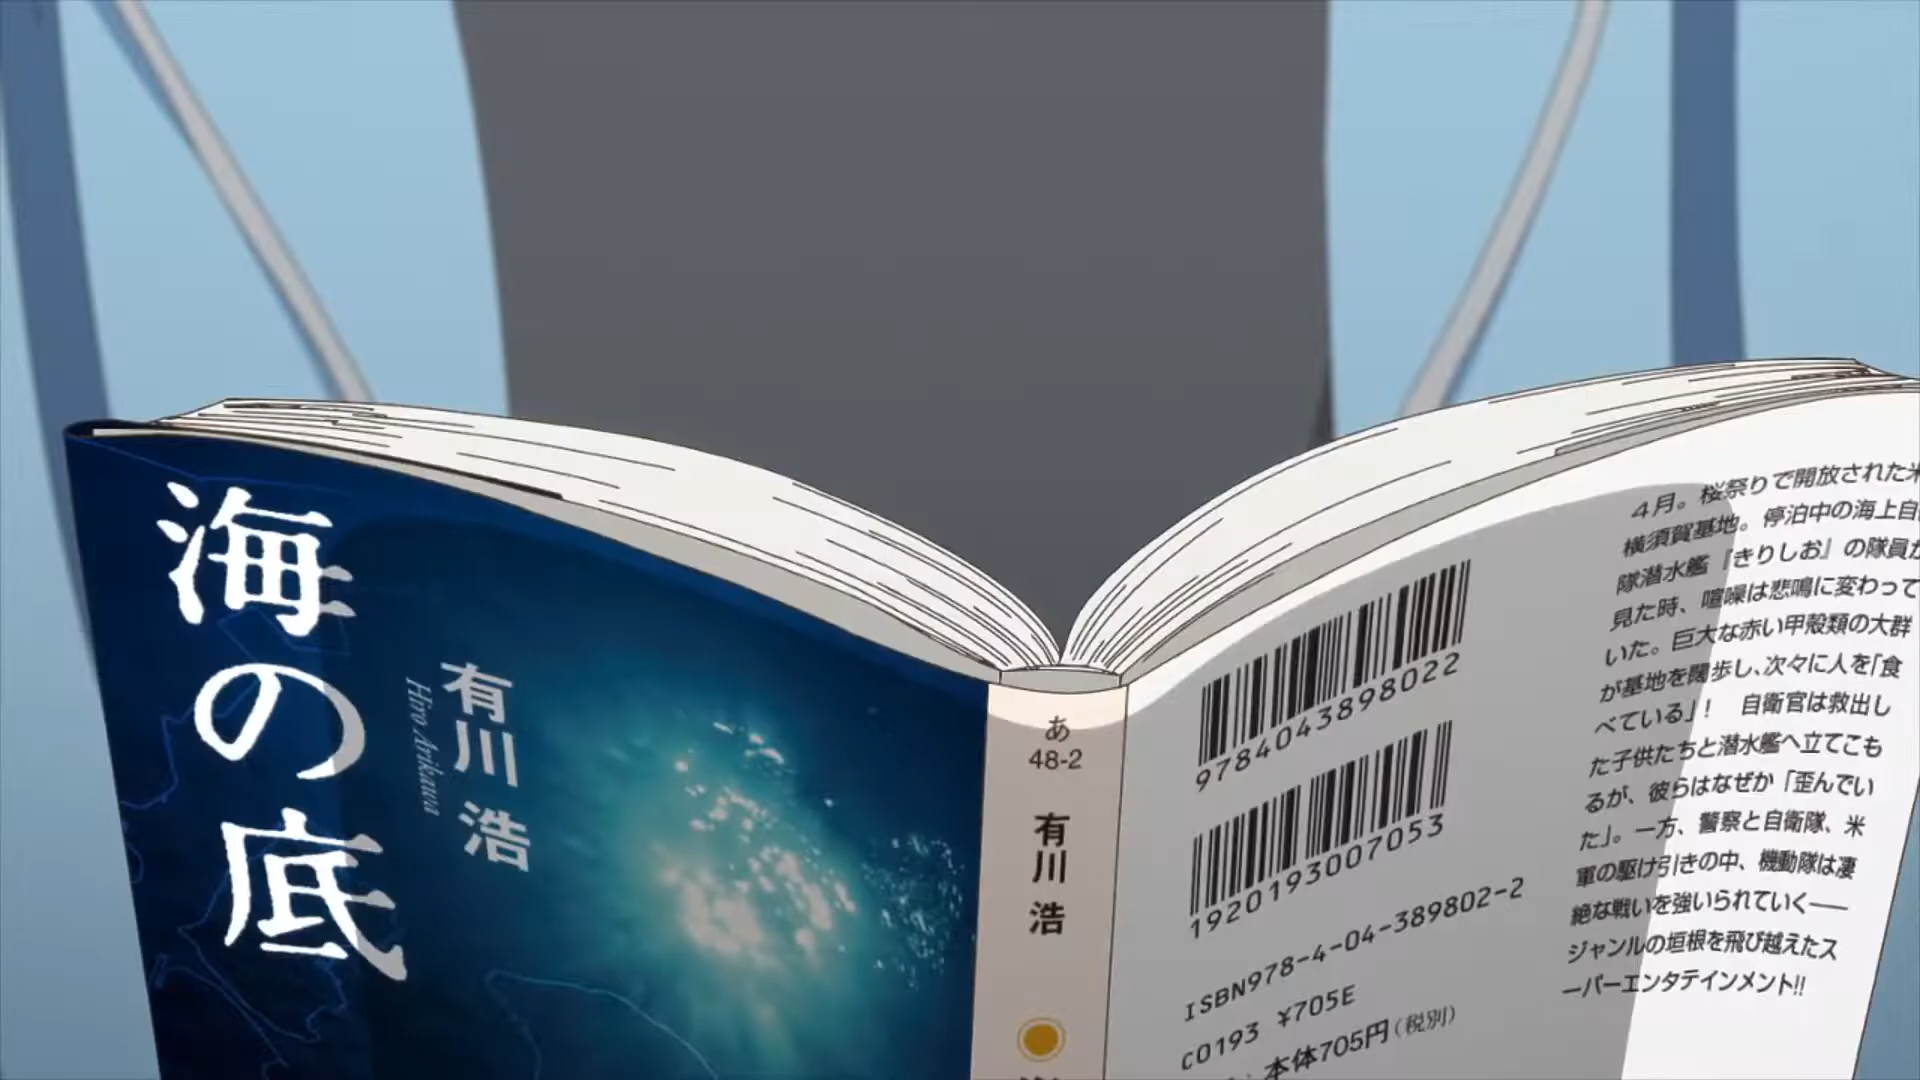 海の底
有川 浩
Hiro Arikawa
あ
48-2
有川 浩
9784043898022
1920193007053
ISBN978-4-04-389802-2
C0193 ¥705E
本体705円(税別)
4月。桜祭りで開放された米
横須賀基地。停泊中の海上自
隊潜水艦『きりしお』の隊員が
見た時、喧噪は悲鳴に変わって
いた。巨大な赤い甲殻類の大群
が基地を闊歩し、次々に人を「食
べている」! 自衛官は救出し
た子供たちと潜水艦へ立てこも
るが、彼らはなぜか「歪んでい
た」。一方、警察と自衛隊、米
軍の駆け引きの中、機動隊は凄
絶な戦いを強いられていく――
ジャンルの垣根を飛び越えたス
ーパーエンタテインメント!!